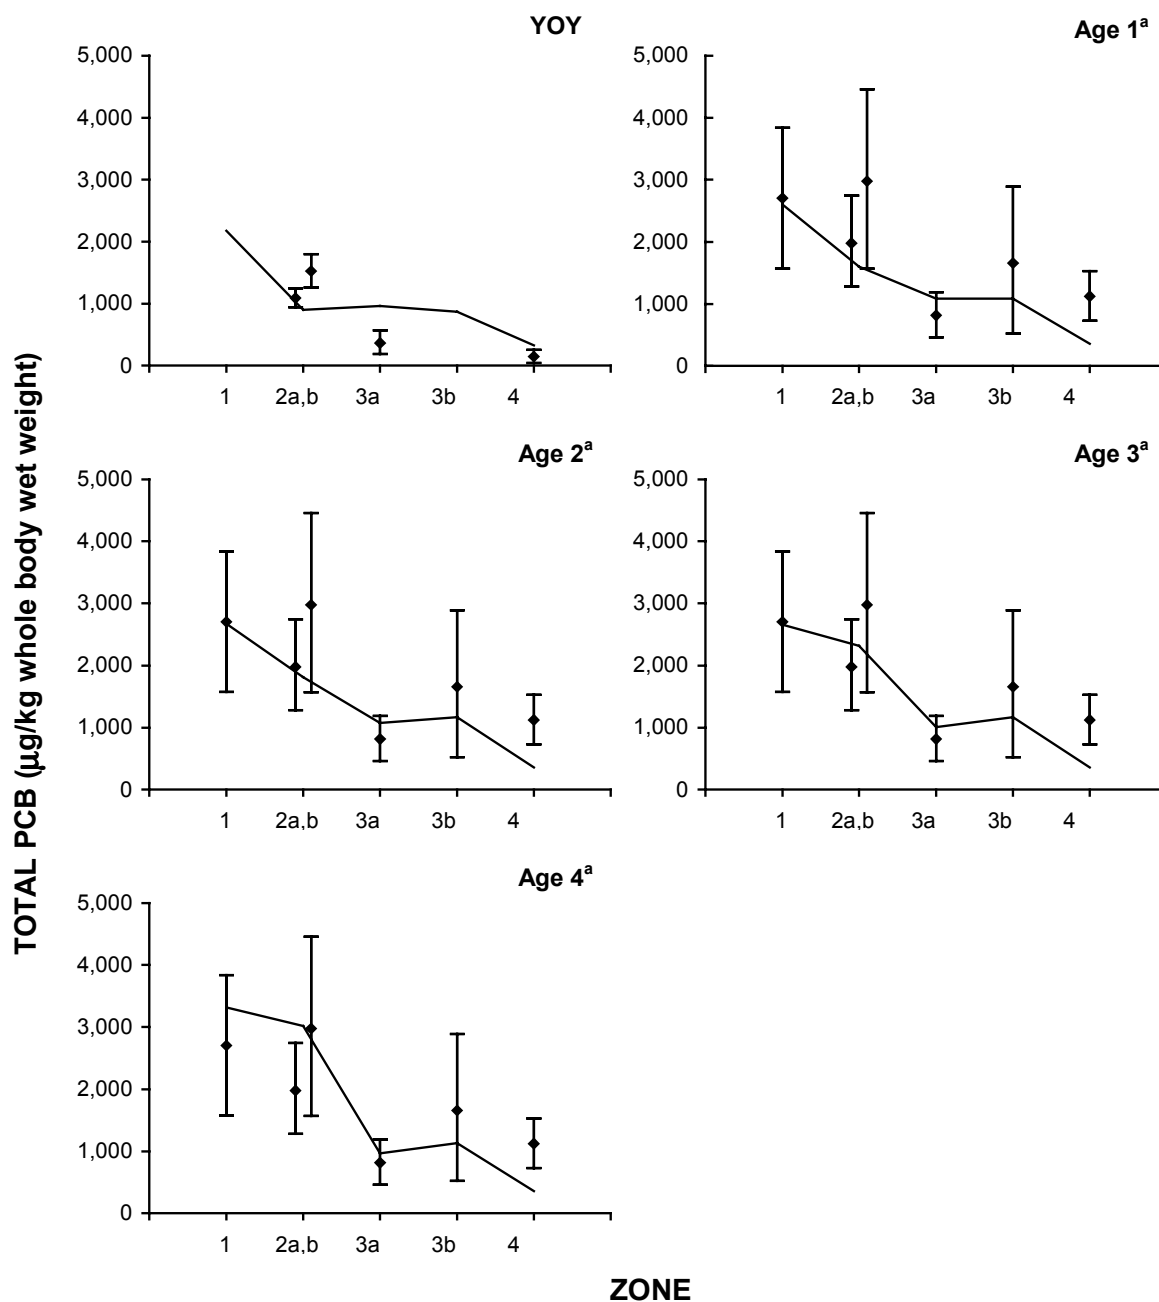 YOY
5,000
4,000
3,000
2,000
1,000
0
1 2a,b 3a 3b 4
Age 1ᵃ
5,000
4,000
3,000
2,000
1,000
0
1 2a,b 3a 3b 4
Age 2ᵃ
5,000
4,000
3,000
2,000
1,000
0
1 2a,b 3a 3b 4
Age 3ᵃ
5,000
4,000
3,000
2,000
1,000
0
1 2a,b 3a 3b 4
Age 4ᵃ
5,000
4,000
3,000
2,000
1,000
0
1 2a,b 3a 3b 4
TOTAL PCB (µg/kg whole body wet weight)
ZONE